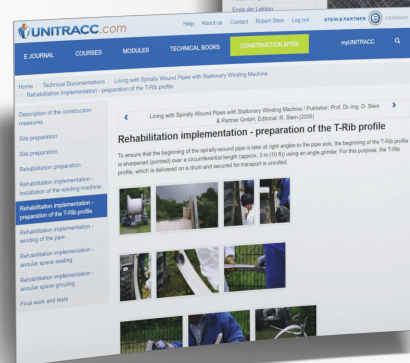 Ende der Lektion
UNITRACC.com
Help About us Contact Robert Stein Log out STEIN & PARTNER GERMANY
E JOURNAL COURSES MODULES TECHNICAL BOOKS CONSTRUCTION SITES myUNITRACC
Home Technical Documentations Lining with Spirally Wound Pipes with Stationary Winding Machine
Rehabilitation implementation - preparation of the T-Rib profile
Description of the construction
measures
Site preparation
Site preparation
Rehabilitation preparation
Rehabilitation implementation -
installation of the winding machine
Rehabilitation implementation -
preparation of the T-Rib profile
Rehabilitation implementation -
winding of the pipe
Rehabilitation implementation -
annular space sealing
Rehabilitation implementation -
annular space grouting
Final work and tests
Lining with Spirally Wound Pipes with Stationary Winding Machine / Publisher: Prof. Dr.-Ing. D. Stein
& Partner GmbH, Editorial: R. Stein (2005)
Rehabilitation implementation - preparation of the T-Rib profile
To ensure that the beginning of the spirally-wound pipe is later at right angles to the pipe axis, the beginning of the T-Rib profile
is sharpened (pointed) over a circumferential length (approx. 3 m (10 ft)) using an angle grinder. For this purpose, the T-Rib
profile, which is delivered on a drum and secured for transport is unrolled.